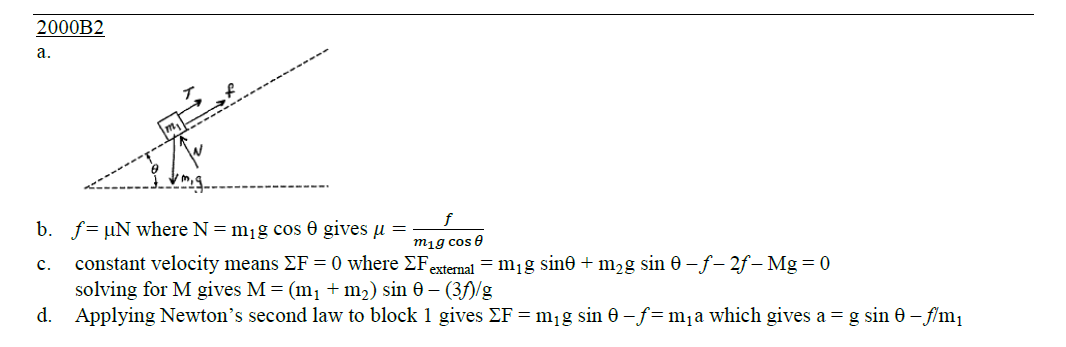 2000B2
a.
T f
m₁
N
θ
m₁g
b. f = μN where N = m₁g cos θ gives μ = f / (m₁g cos θ)
c. constant velocity means ΣF = 0 where ΣF_external = m₁g sinθ + m₂g sin θ – f – 2f – Mg = 0
solving for M gives M = (m₁ + m₂) sin θ – (3f)/g
d. Applying Newton’s second law to block 1 gives ΣF = m₁g sin θ – f = m₁a which gives a = g sin θ – f/m₁